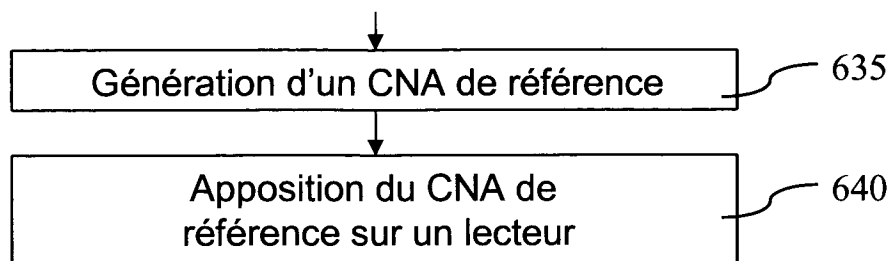 Génération d'un CNA de référence
635
Apposition du CNA de
référence sur un lecteur
640